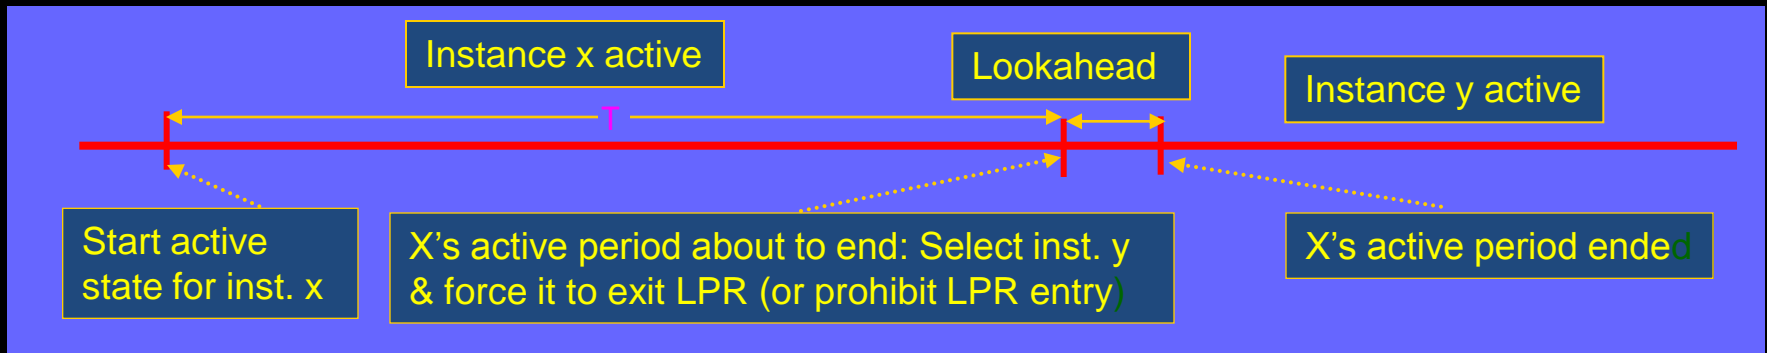 Instance x active
Lookahead
Instance y active
T
Start active
state for inst. x
X’s active period about to end: Select inst. y
& force it to exit LPR (or prohibit LPR entry)
X’s active period ended